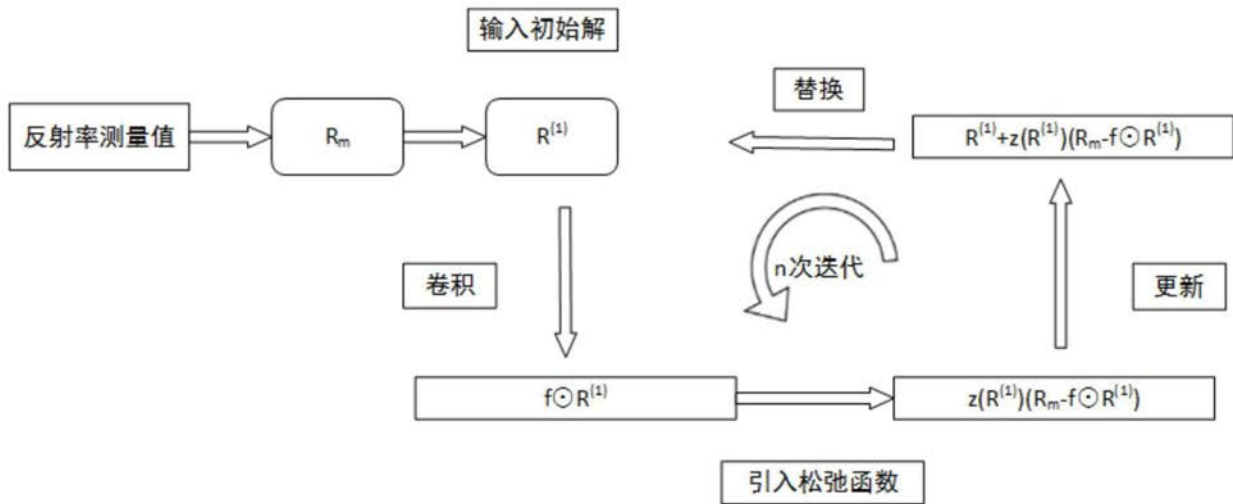 输入初始解
替换
反射率测量值
Rₘ
R⁽¹⁾
R⁽¹⁾+z(R⁽¹⁾)(Rₘ-f⊙R⁽¹⁾)
卷积
n次迭代
更新
f⊙R⁽¹⁾
z(R⁽¹⁾)(Rₘ-f⊙R⁽¹⁾)
引入松弛函数